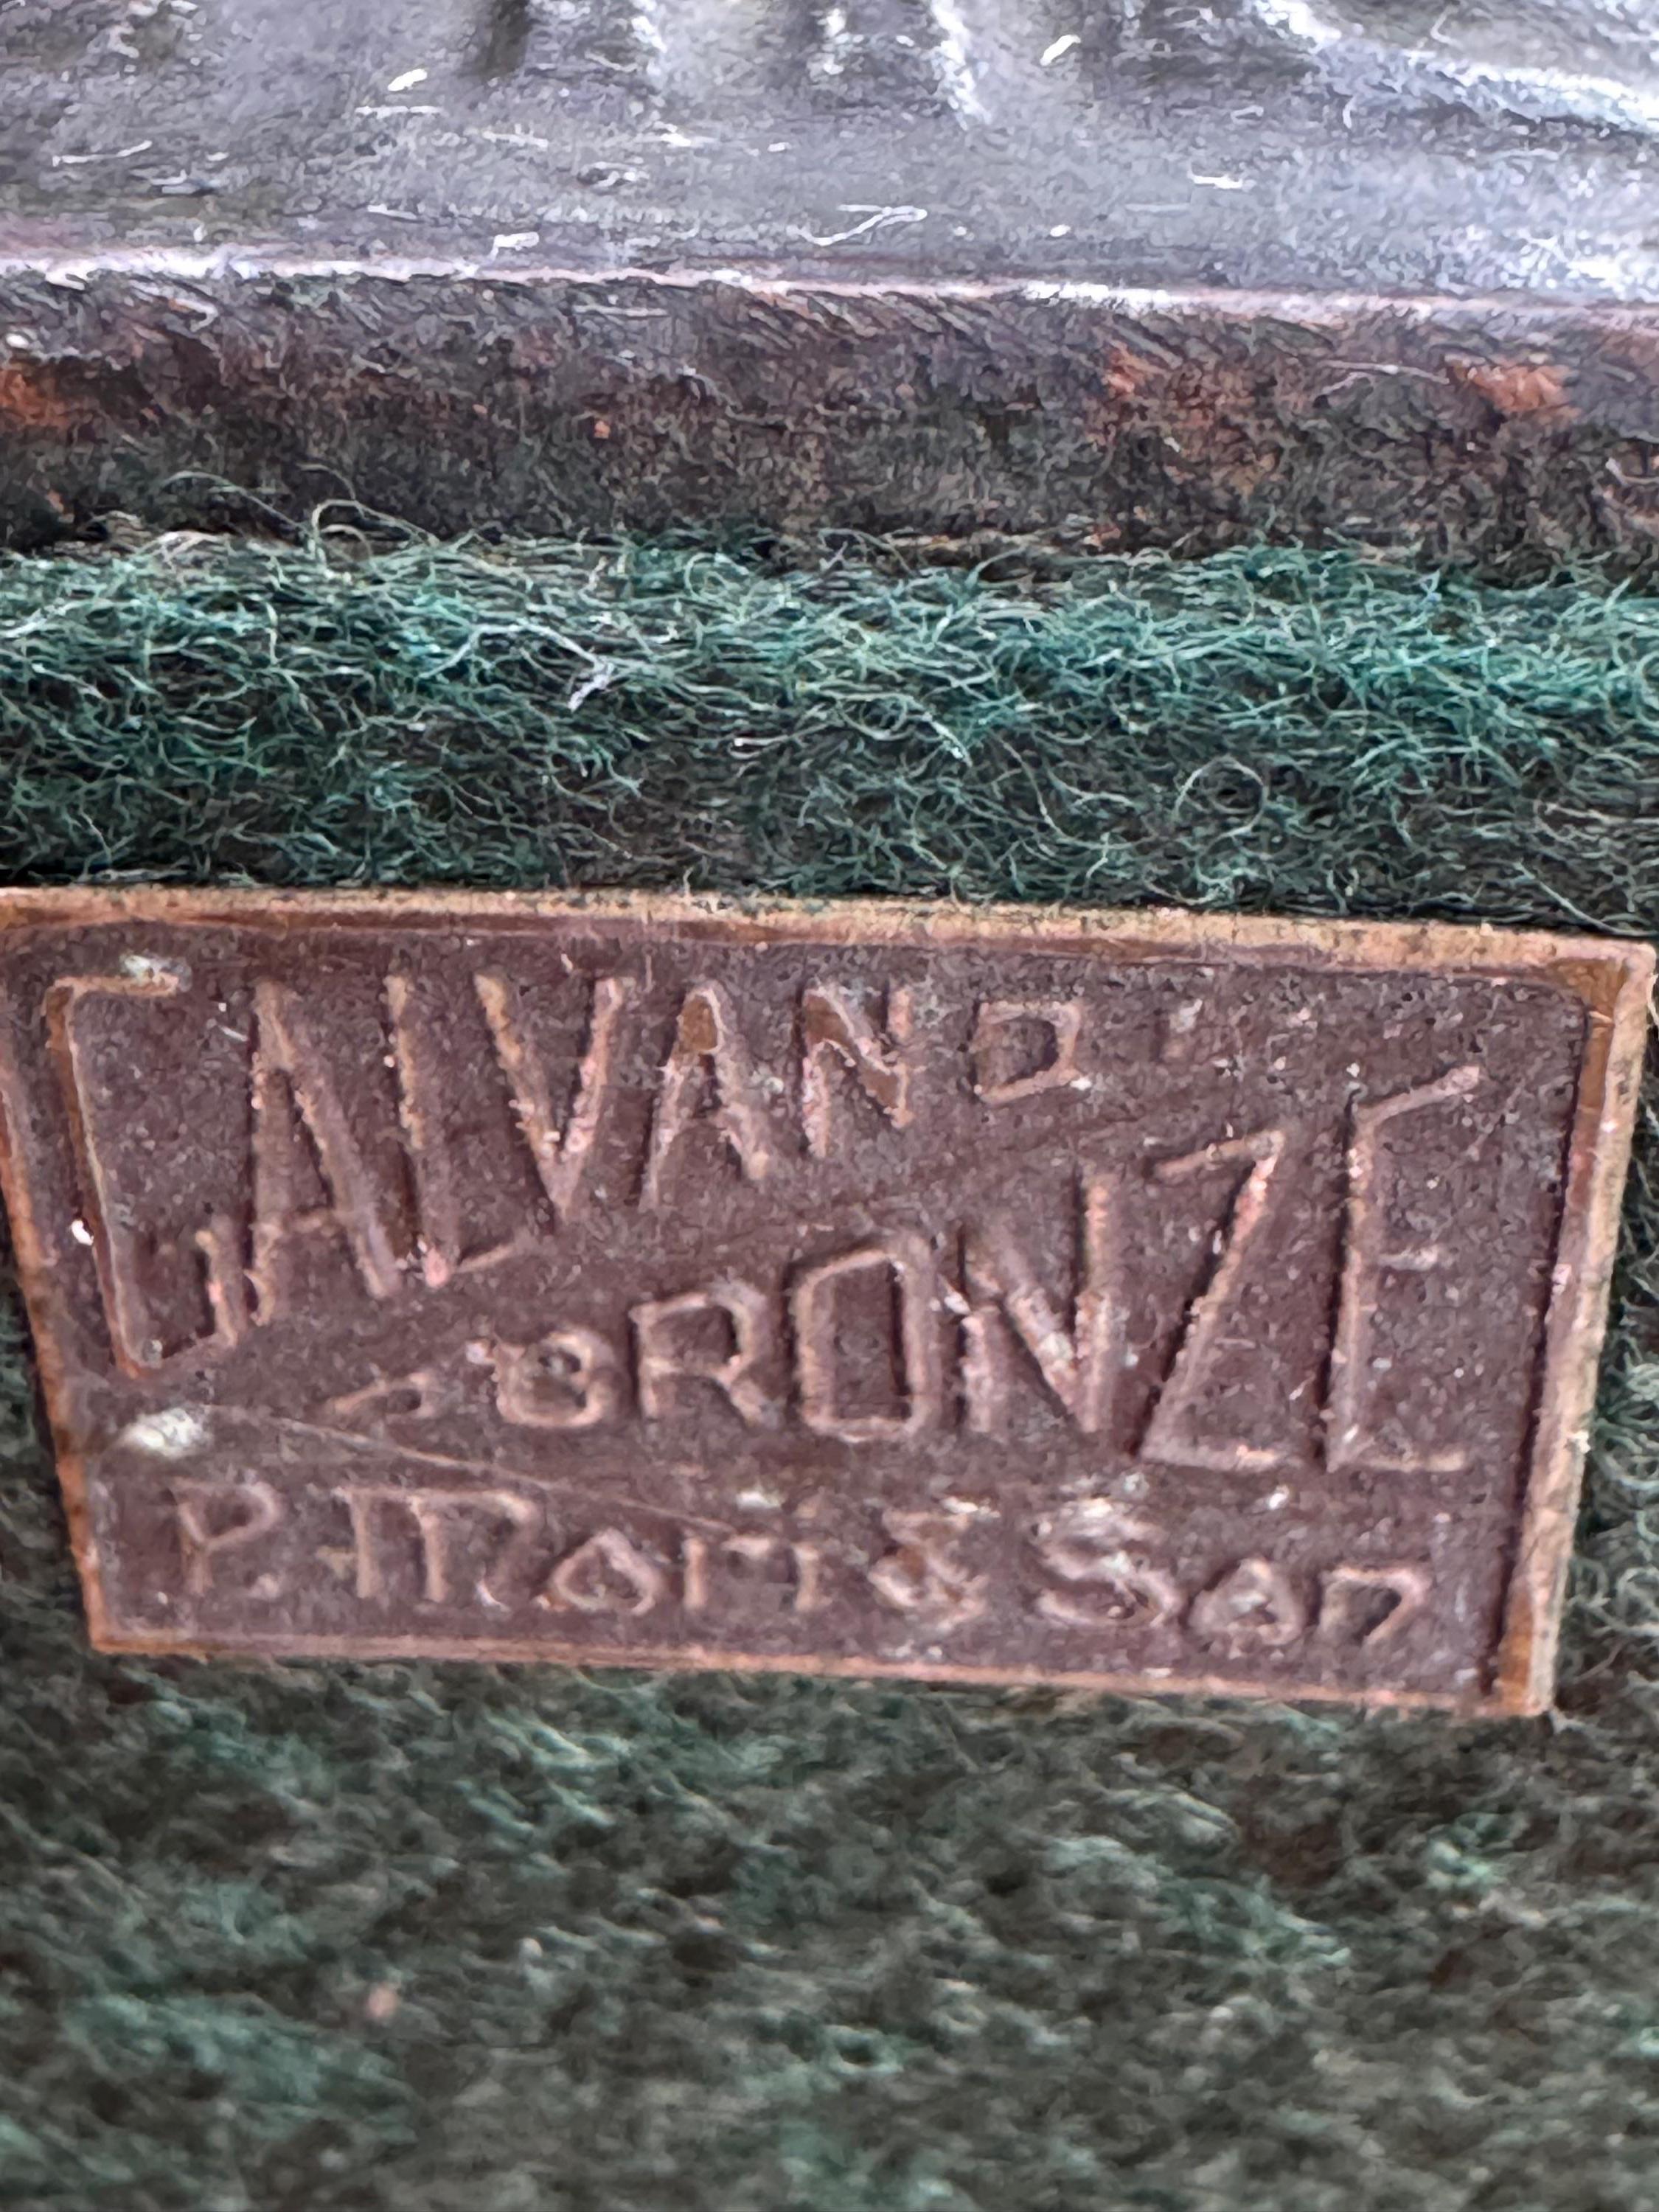 GALVANO
BRONZE
P. MORI & SON